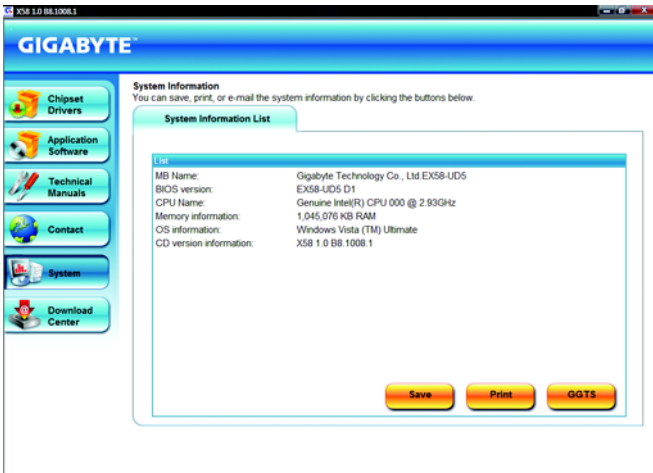 X58 1.0 B8.1008.1
GIGABYTE™
Chipset
Drivers
Application
Software
Technical
Manuals
Contact
System
Download
Center
System Information
You can save, print, or e-mail the system information by clicking the buttons below.
System Information List
List
MB Name: Gigabyte Technology Co., Ltd.EX58-UD5
BIOS version: EX58-UD5 D1
CPU Name: Genuine Intel(R) CPU 000 @ 2.93GHz
Memory information: 1,045,076 KB RAM
OS information: Windows Vista (TM) Ultimate
CD version information: X58 1.0 B8.1008.1
Save Print GGTS